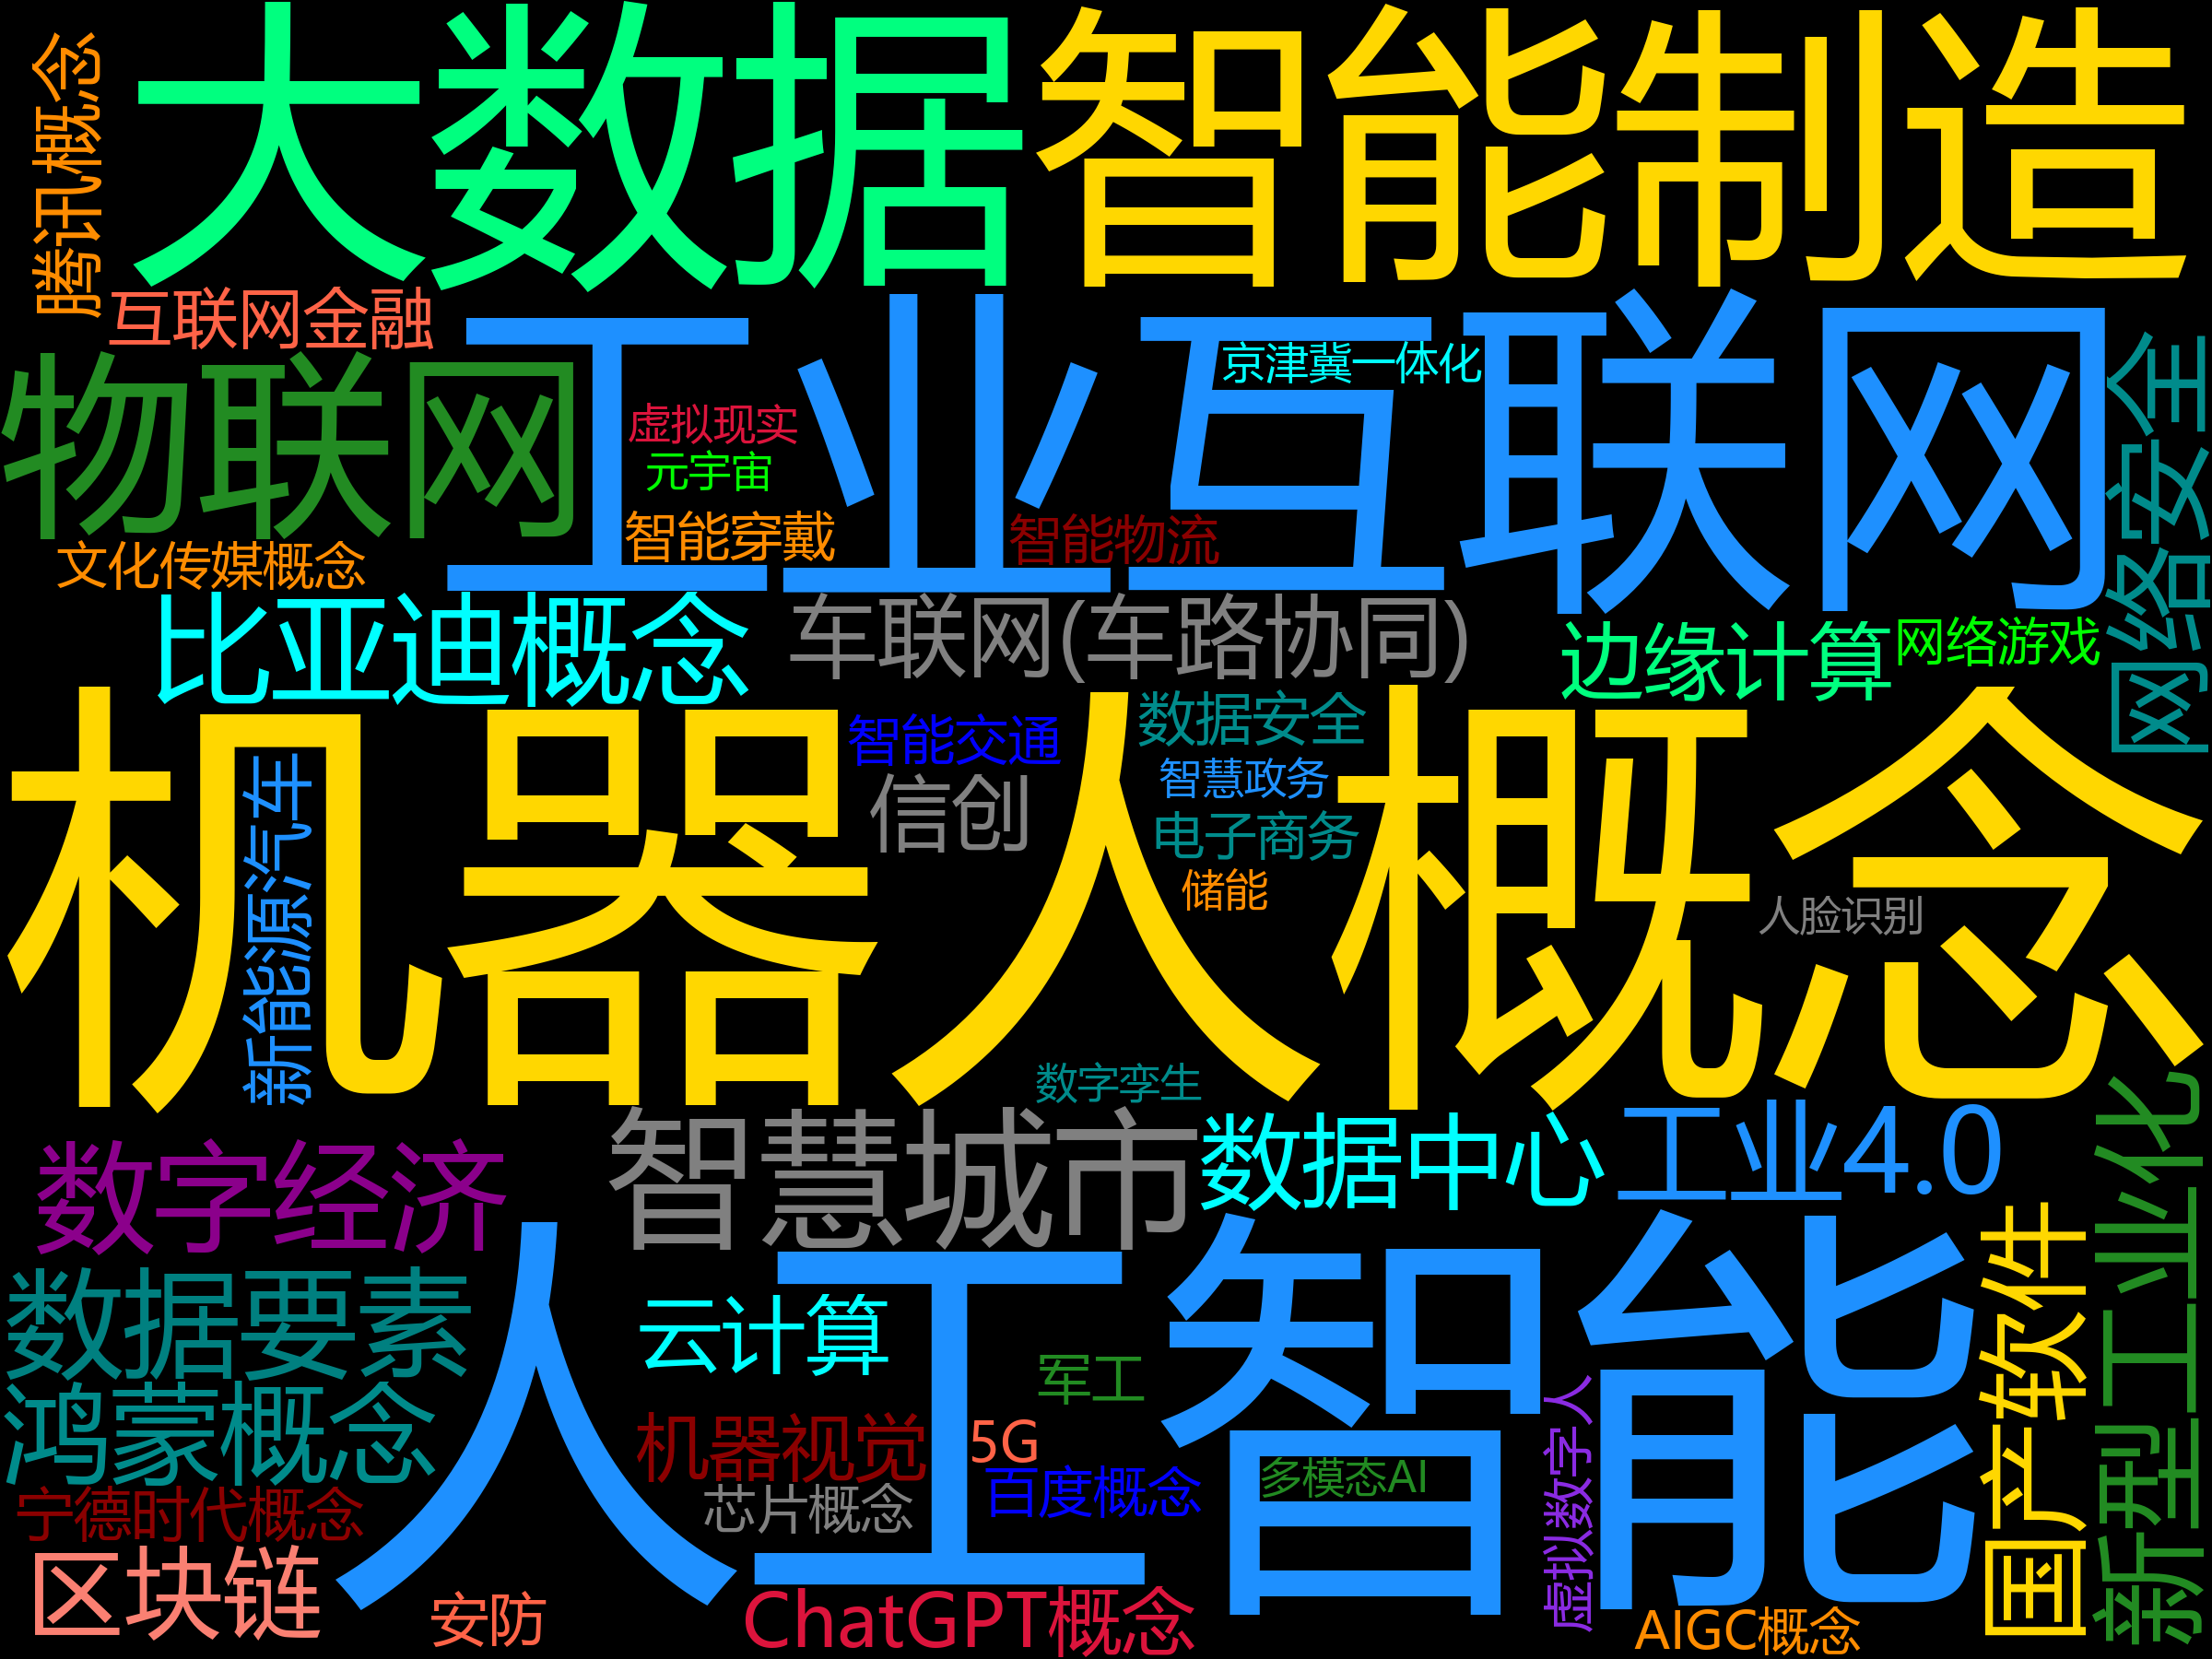 腾讯概念
大数据
智能制造
互联网金融
工业互联网
京津冀一体化
物联网
网络安全
虚拟现实
元宇宙
智能穿戴
智能物流
文化传媒概念
比亚迪概念
车联网(车路协同)
边缘计算
网络游戏
机器人概念
新能源汽车
智能交通
数据安全
信创
智慧政务
电子商务
储能
人脸识别
数字孪生
数字经济
智慧城市
数据中心
工业4.0
新型工业化
人工智能
国产软件
数据要素
云计算
军工
鸿蒙概念
机器视觉
5G
虚拟数字人
多模态AI
百度概念
宁德时代概念
芯片概念
区块链
安防
ChatGPT概念
AIGC概念